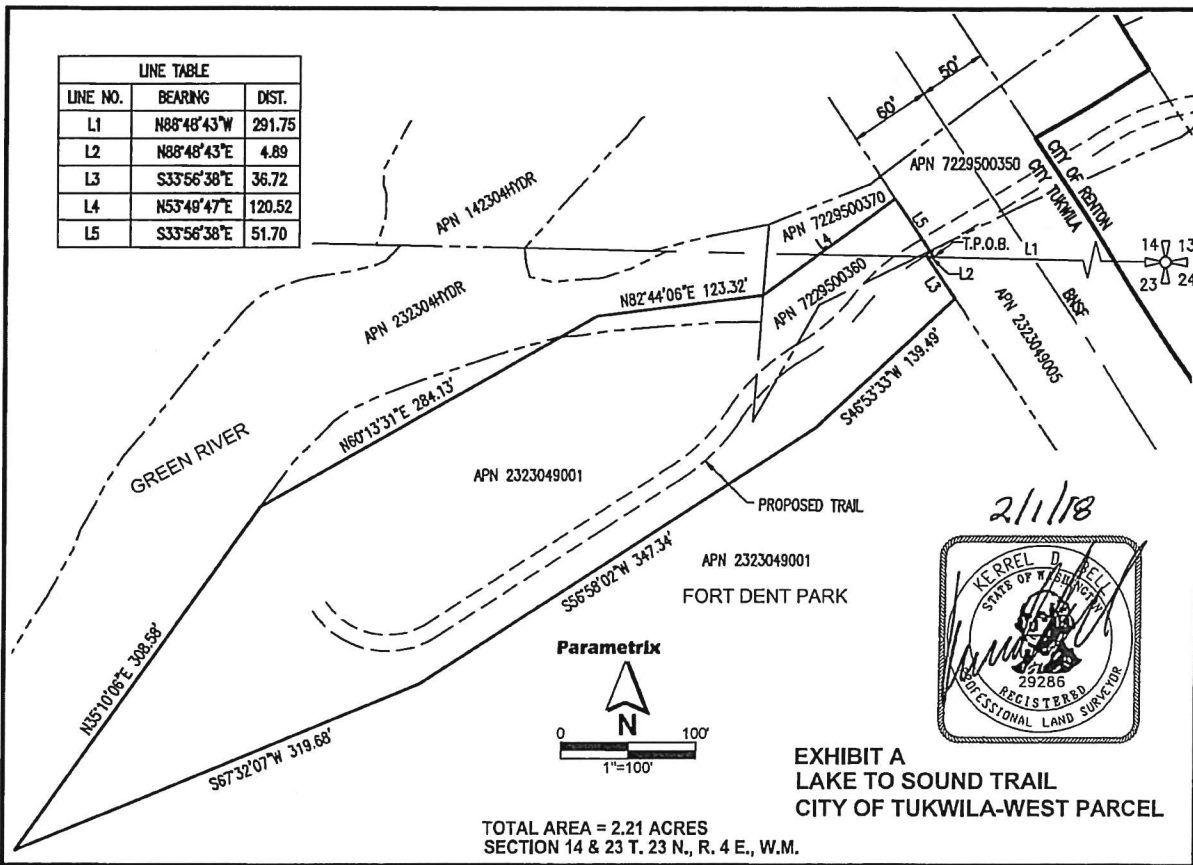 LINE TABLE
LINE NO. BEARING DIST.
L1 N88°48'43"W 291.75
L2 N88°48'43"E 4.89
L3 S33°56'38"E 36.72
L4 N53°49'47"E 120.52
L5 S33°56'38"E 51.70
50'
60'
APN 142304HYDR
APN 7229500350
CITY OF RENTON
CITY TUKWILA
APN 7229500370
L4
L5
T.P.O.B.
L1
14 13
23 24
L2
L3
APN 232304HYDR
N82°44'06"E 123.32'
APN 7229500360
BNSF
APN 2323049005
S46°53'33"W 139.49'
N60°13'31"E 284.13'
GREEN RIVER
APN 2323049001
PROPOSED TRAIL
2/1/18
APN 2323049001
FORT DENT PARK
S56°58'02"W 347.34'
N35°10'06"E 308.58'
S67°32'07"W 319.68'
Parametrix
N
0 100'
1"=100'
KERREL D. BELL
STATE OF WASHINGTON
29286
REGISTERED
PROFESSIONAL LAND SURVEYOR
EXHIBIT A
LAKE TO SOUND TRAIL
CITY OF TUKWILA-WEST PARCEL
TOTAL AREA = 2.21 ACRES
SECTION 14 & 23 T. 23 N., R. 4 E., W.M.